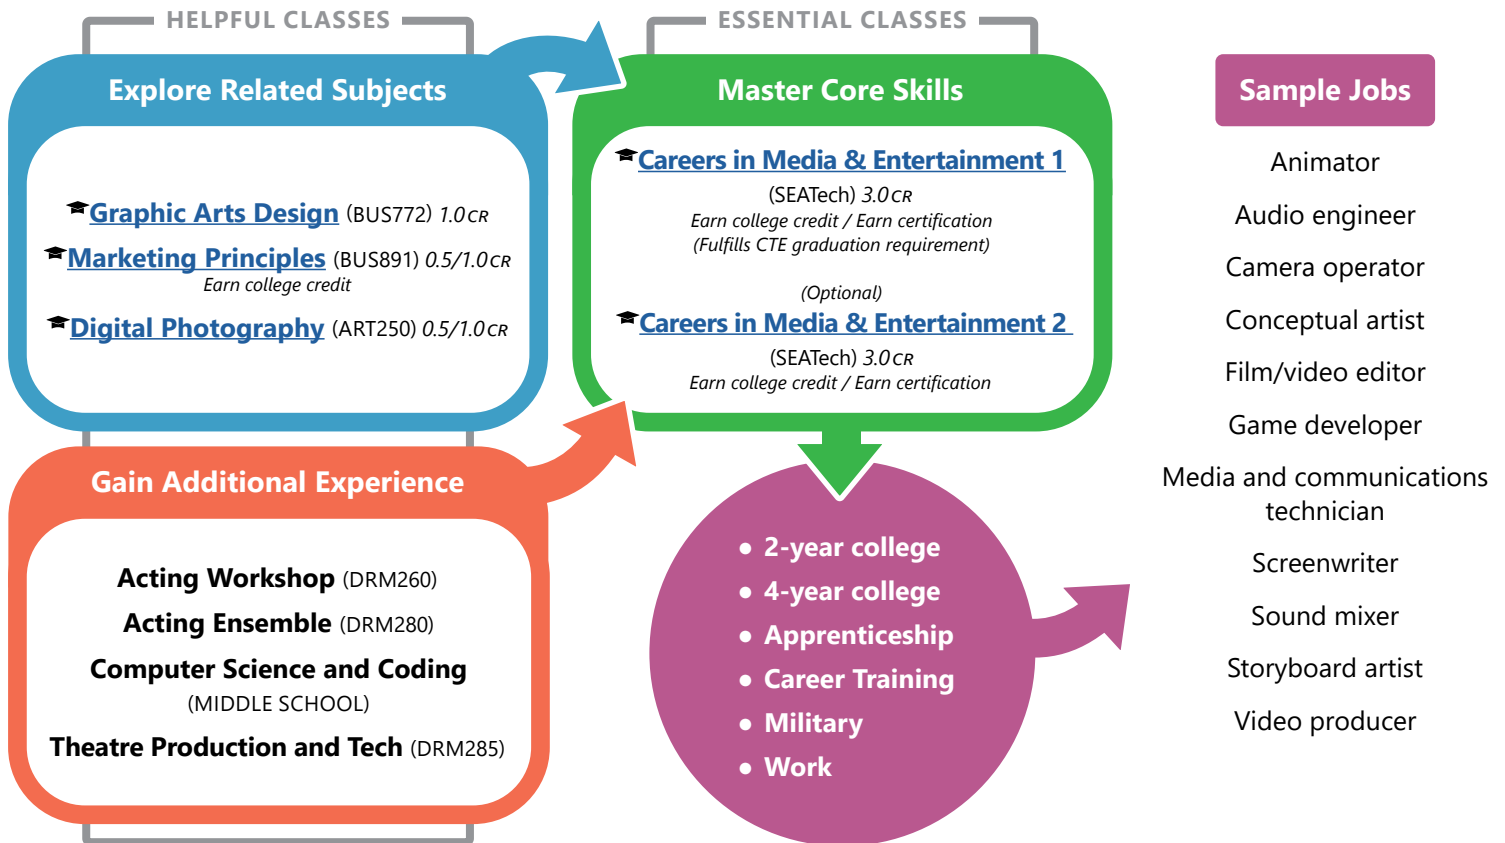 HELPFUL CLASSES
Explore Related Subjects
Graphic Arts Design (BUS772) 1.0 CR
Marketing Principles (BUS891) 0.5/1.0 CR
Earn college credit
Digital Photography (ART250) 0.5/1.0 CR
Gain Additional Experience
Acting Workshop (DRM260)
Acting Ensemble (DRM280)
Computer Science and Coding
(MIDDLE SCHOOL)
Theatre Production and Tech (DRM285)
ESSENTIAL CLASSES
Master Core Skills
Careers in Media & Entertainment 1
(SEATech) 3.0 CR
Earn college credit / Earn certification
(Fulfills CTE graduation requirement)
(Optional)
Careers in Media & Entertainment 2
(SEATech) 3.0 CR
Earn college credit / Earn certification
• 2-year college
• 4-year college
• Apprenticeship
• Career Training
• Military
• Work
Sample Jobs
Animator
Audio engineer
Camera operator
Conceptual artist
Film/video editor
Game developer
Media and communications
technician
Screenwriter
Sound mixer
Storyboard artist
Video producer